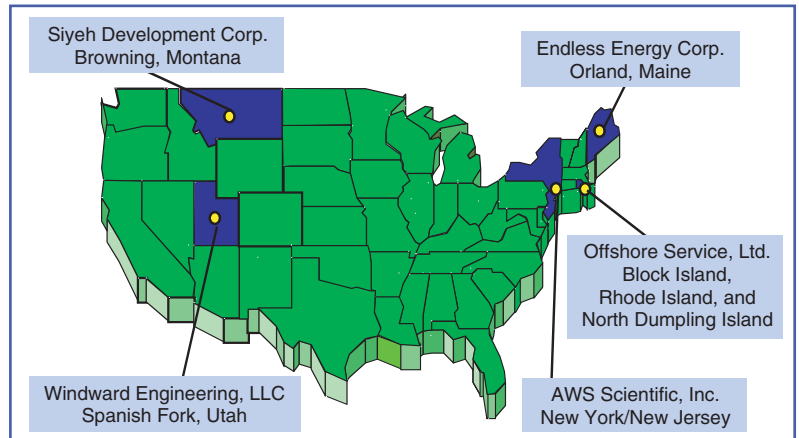 Siyeh Development Corp.
Browning, Montana
Endless Energy Corp.
Orland, Maine
Offshore Service, Ltd.
Block Island,
Rhode Island, and
North Dumpling Island
Windward Engineering, LLC
Spanish Fork, Utah
AWS Scientific, Inc.
New York/New Jersey